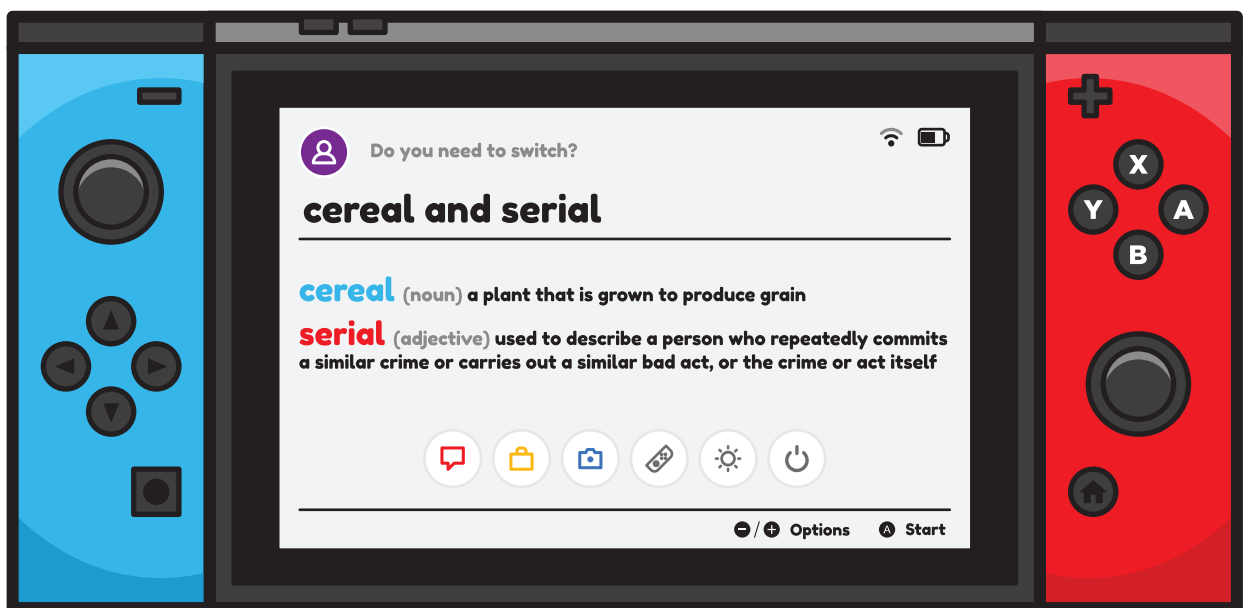 Do you need to switch?
cereal and serial
cereal (noun) a plant that is grown to produce grain
serial (adjective) used to describe a person who repeatedly commits
a similar crime or carries out a similar bad act, or the crime or act itself
X
Y A
B
−/+ Options A Start